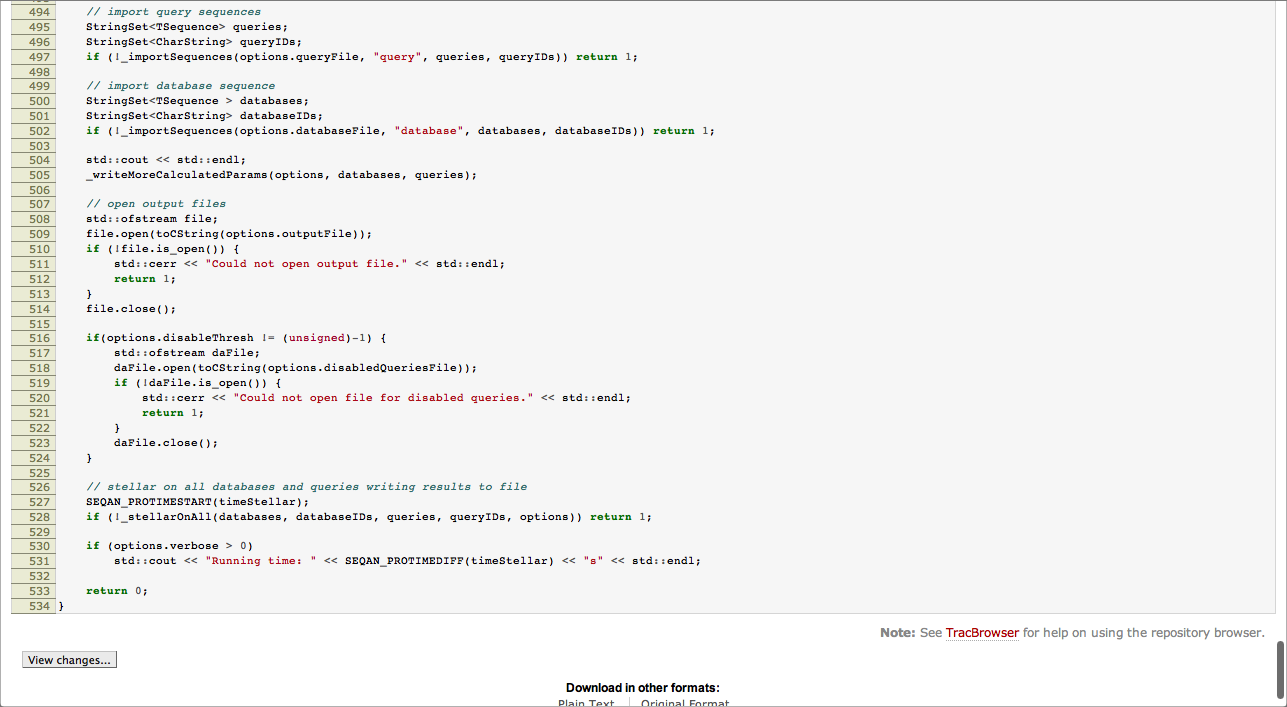 494 // import query sequences
495 StringSet<TSequence> queries;
496 StringSet<CharString> queryIDs;
497 if (!_importSequences(options.queryFile, "query", queries, queryIDs)) return 1;
498
499 // import database sequence
500 StringSet<TSequence > databases;
501 StringSet<CharString> databaseIDs;
502 if (!_importSequences(options.databaseFile, "database", databases, databaseIDs)) return 1;
503
504 std::cout << std::endl;
505 _writeMoreCalculatedParams(options, databases, queries);
506
507 // open output files
508 std::ofstream file;
509 file.open(toCString(options.outputFile));
510 if (!file.is_open()) {
511 std::cerr << "Could not open output file." << std::endl;
512 return 1;
513 }
514 file.close();
515
516 if(options.disableThresh != (unsigned)-1) {
517 std::ofstream daFile;
518 daFile.open(toCString(options.disabledQueriesFile));
519 if (!daFile.is_open()) {
520 std::cerr << "Could not open file for disabled queries." << std::endl;
521 return 1;
522 }
523 daFile.close();
524 }
525
526 // stellar on all databases and queries writing results to file
527 SEQAN_PROTIMESTART(timeStellar);
528 if (!_stellarOnAll(databases, databaseIDs, queries, queryIDs, options)) return 1;
529
530 if (options.verbose > 0)
531 std::cout << "Running time: " << SEQAN_PROTIMEDIFF(timeStellar) << "s" << std::endl;
532
533 return 0;
534 }
Note: See TracBrowser for help on using the repository browser.
View changes...
Download in other formats:
Plain Text Original Format